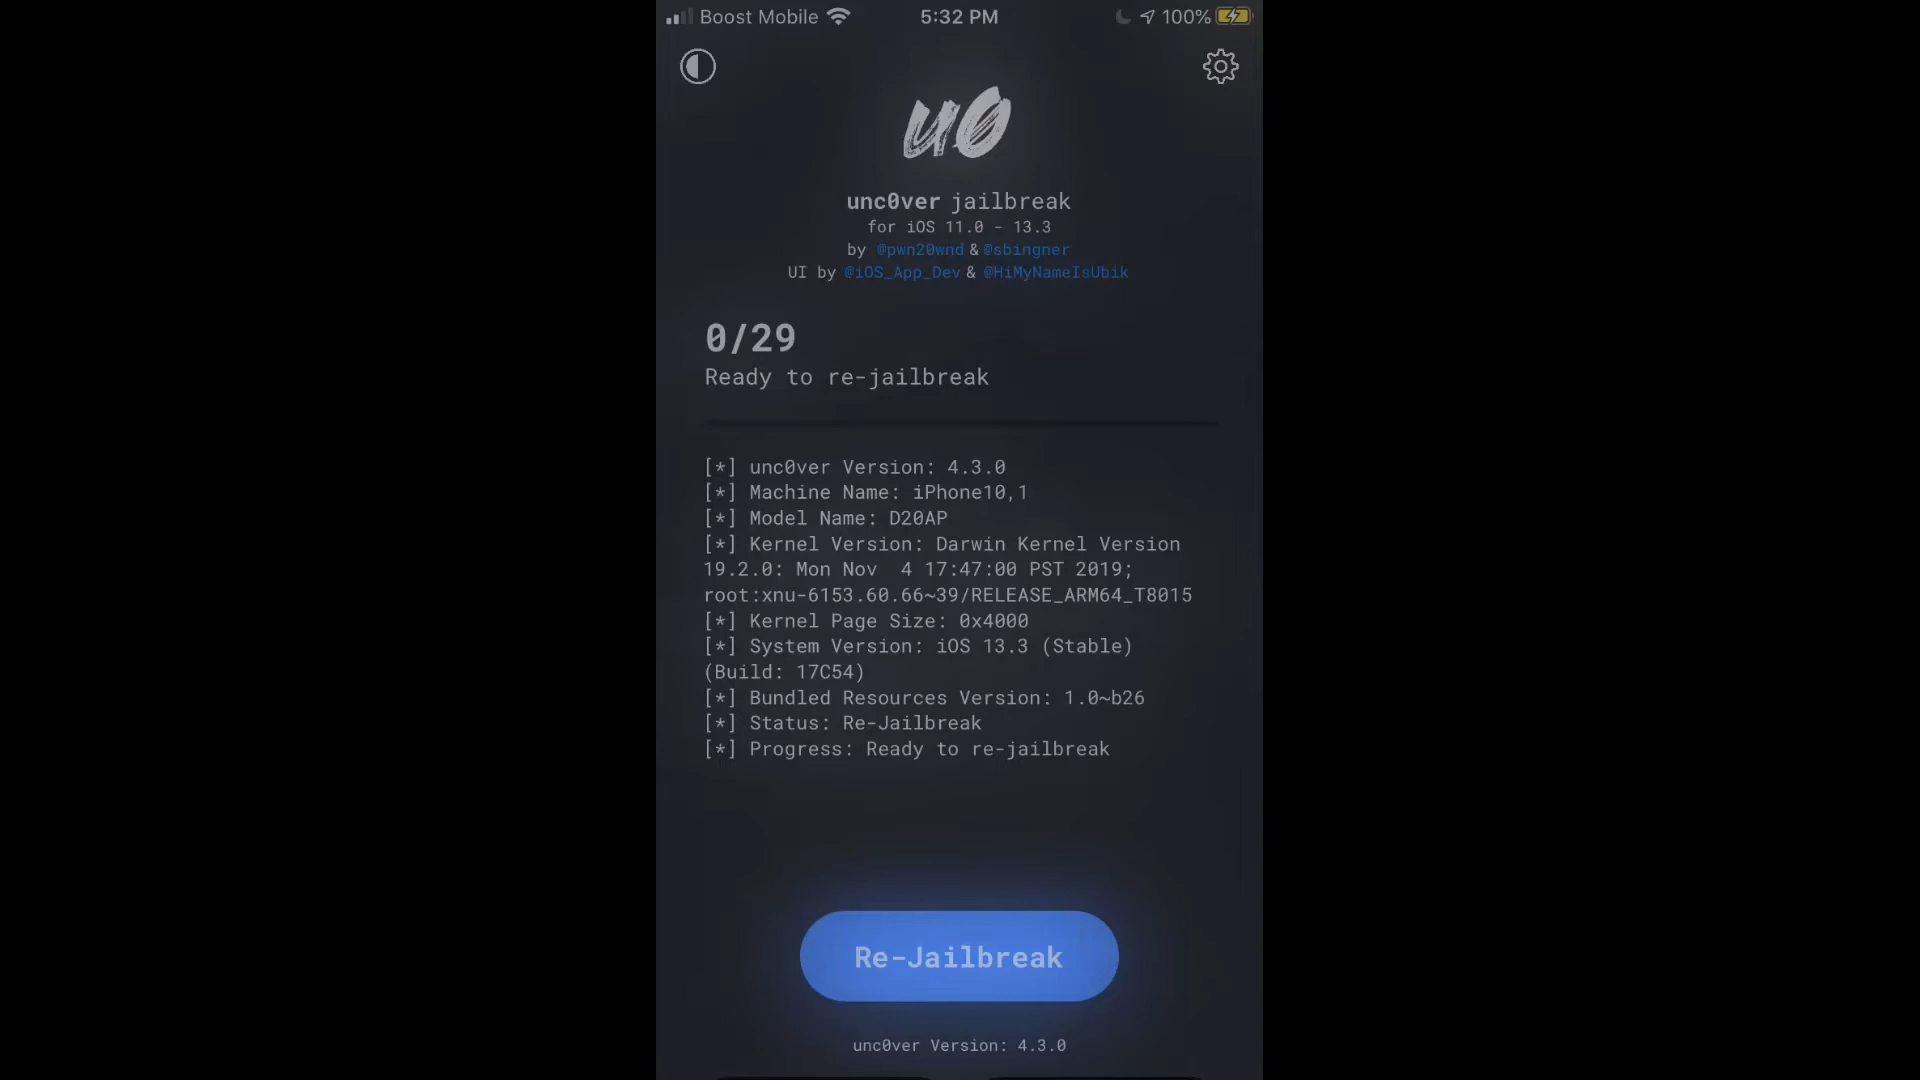 Boost Mobile 5:32 PM 100%
u0
unc0ver jailbreak
for iOS 11.0 - 13.3
by @pwn20wnd & @sbingner
UI by @iOS_App_Dev & @HiMyNameIsUbik
0/29
Ready to re-jailbreak
[*] unc0ver Version: 4.3.0
[*] Machine Name: iPhone10,1
[*] Model Name: D20AP
[*] Kernel Version: Darwin Kernel Version
19.2.0: Mon Nov  4 17:47:00 PST 2019;
root:xnu-6153.60.66~39/RELEASE_ARM64_T8015
[*] Kernel Page Size: 0x4000
[*] System Version: iOS 13.3 (Stable)
(Build: 17C54)
[*] Bundled Resources Version: 1.0~b26
[*] Status: Re-Jailbreak
[*] Progress: Ready to re-jailbreak
Re-Jailbreak
unc0ver Version: 4.3.0